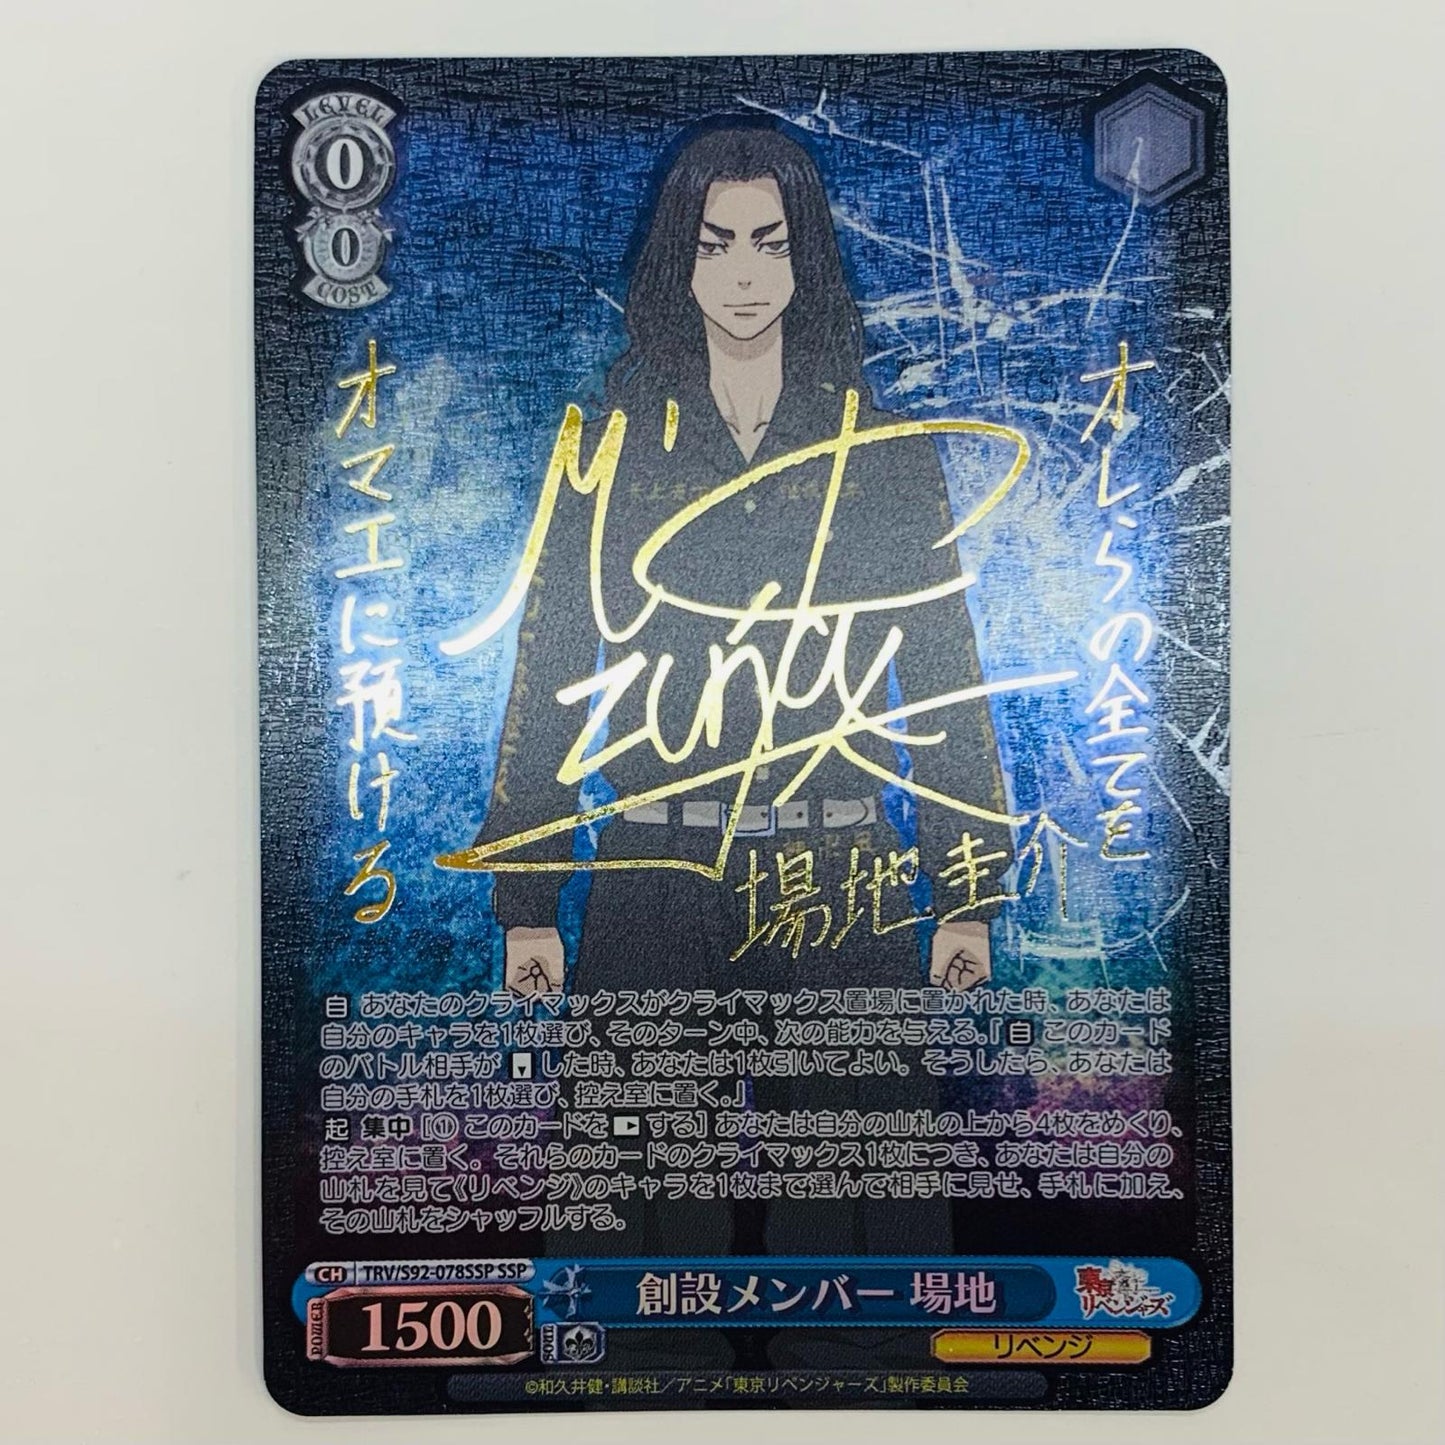 LEVEL
0
0
COST
オレらの全てを
オマエに預ける
場地圭介
自 あなたのクライマックスがクライマックス置場に置かれた時、あなたは
自分のキャラを1枚選び、そのターン中、次の能力を与える。「自 このカード
のバトル相手が した時、あなたは1枚引いてよい。そうしたら、あなたは
自分の手札を1枚選び、控え室に置く。」
起 集中 [① このカードを する] あなたは自分の山札の上から4枚をめくり、
控え室に置く。それらのカードのクライマックス1枚につき、あなたは自分の
山札を見て《リベンジ》のキャラを1枚まで選んで相手に見せ、手札に加え、
その山札をシャッフルする。
CH TRV/S92-078SSP SSP
創設メンバー 場地
東京リベンジャーズ
POWER 1500
SOUL
リベンジ
©和久井健・講談社／アニメ「東京リベンジャーズ」製作委員会